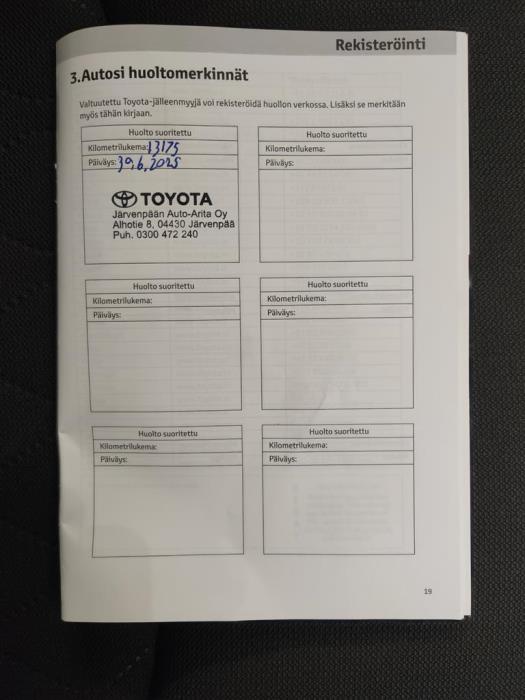 Rekisteröinti
3.Autosi huoltomerkinnät
Valtuutettu Toyota-jälleenmyyjä voi rekisteröidä huollon verkossa. Lisäksi se merkitään
myös tähän kirjaan.
Huolto suoritettu
Kilometrilukema: 13175
Päiväys: 30.6.2025
TOYOTA
Järvenpään Auto-Arita Oy
Alhotie 8, 04430 Järvenpää
Puh. 0300 472 240
Huolto suoritettu
Kilometrilukema:
Päiväys:
Huolto suoritettu
Kilometrilukema:
Päiväys:
Huolto suoritettu
Kilometrilukema:
Päiväys:
Huolto suoritettu
Kilometrilukema:
Päiväys:
Huolto suoritettu
Kilometrilukema:
Päiväys:
19